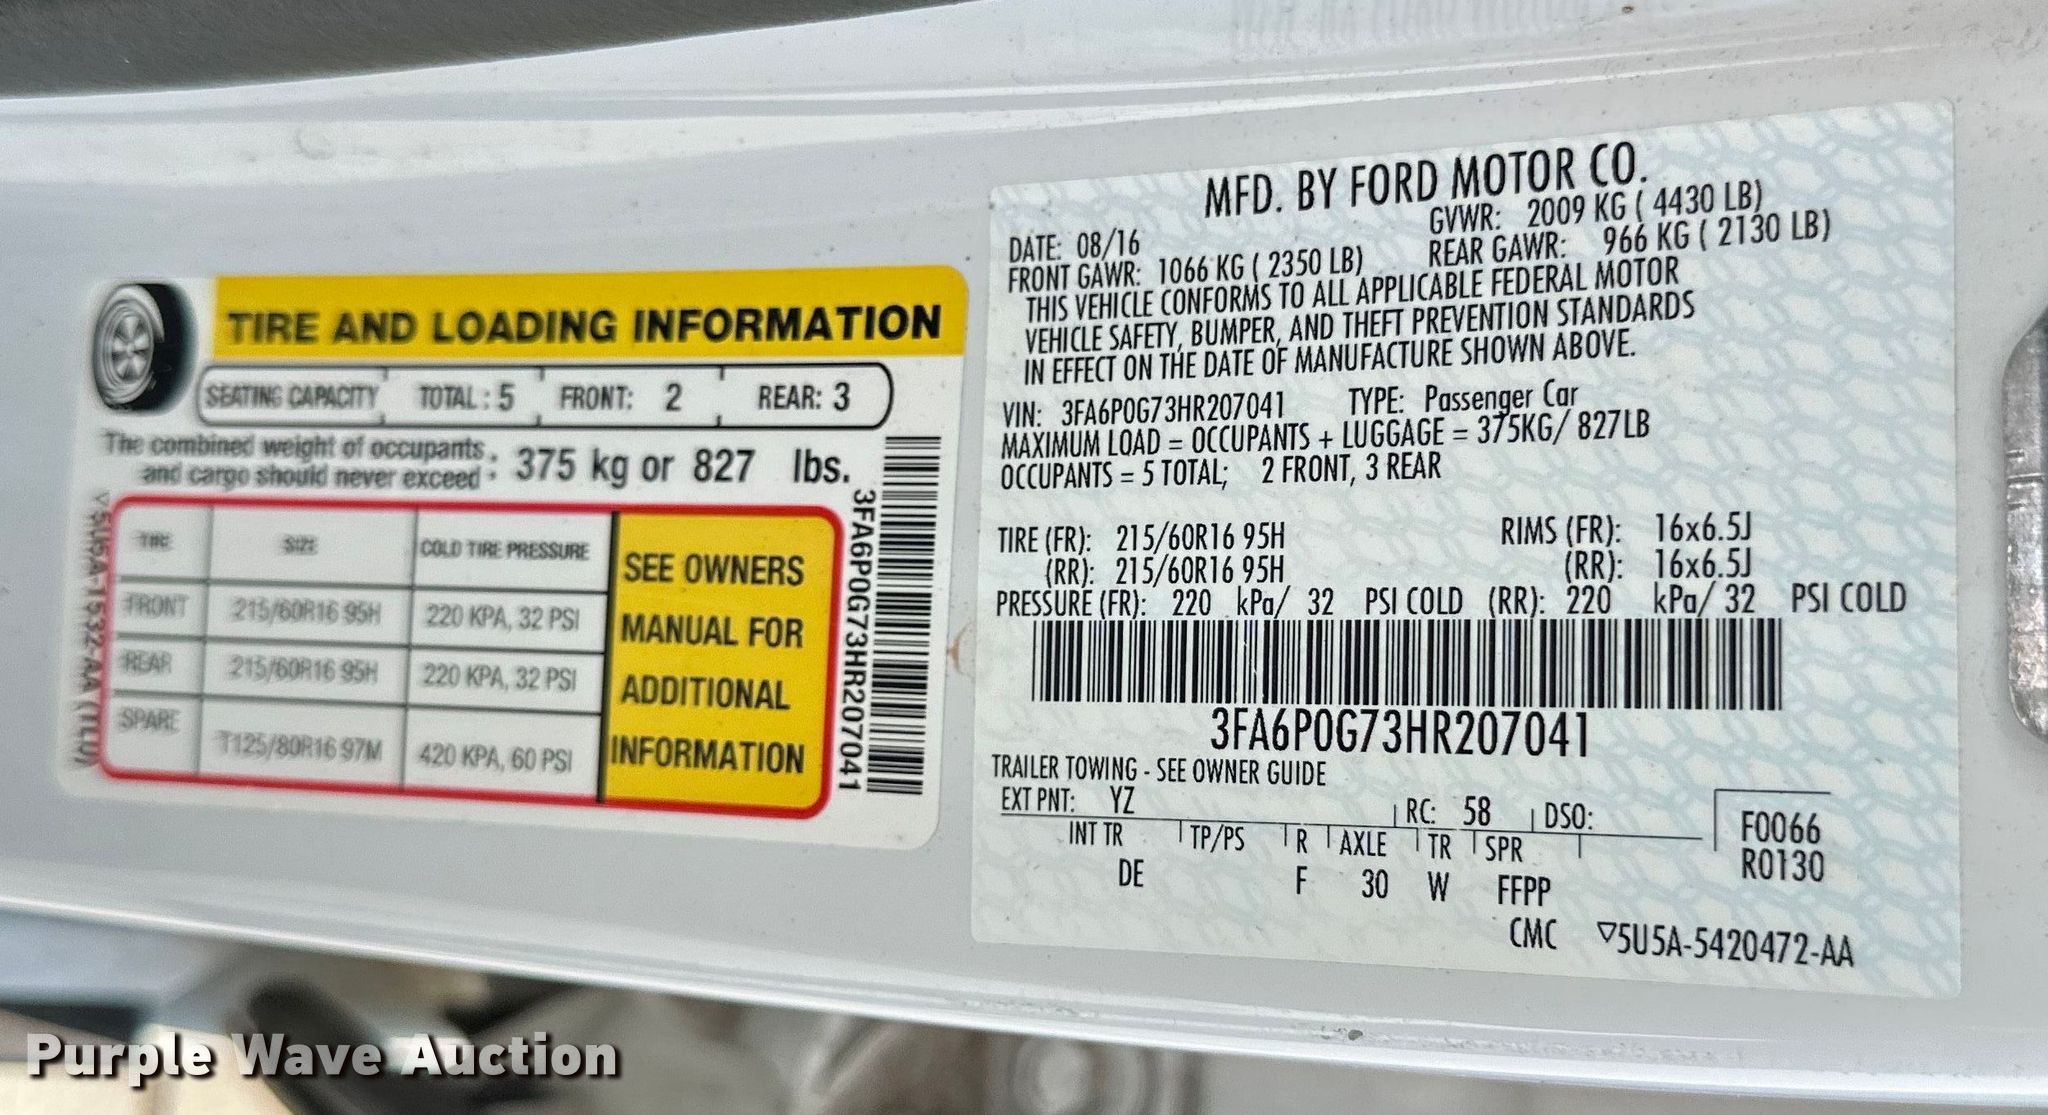 TIRE AND LOADING INFORMATION
SEATING CAPACITY TOTAL: 5 FRONT: 2 REAR: 3
The combined weight of occupants
and cargo should never exceed : 375 kg or 827 lbs.
TIRE SIZE COLD TIRE PRESSURE
FRONT 215/60R16 95H 220 KPA, 32 PSI
REAR 215/60R16 95H 220 KPA, 32 PSI
SPARE T125/80R16 97M 420 KPA, 60 PSI
SEE OWNERS
MANUAL FOR
ADDITIONAL
INFORMATION
3FA6P0G73HR207041
MFD. BY FORD MOTOR CO.
DATE: 08/16 GVWR: 2009 KG ( 4430 LB)
FRONT GAWR: 1066 KG ( 2350 LB) REAR GAWR: 966 KG ( 2130 LB)
THIS VEHICLE CONFORMS TO ALL APPLICABLE FEDERAL MOTOR
VEHICLE SAFETY, BUMPER, AND THEFT PREVENTION STANDARDS
IN EFFECT ON THE DATE OF MANUFACTURE SHOWN ABOVE.
VIN: 3FA6P0G73HR207041 TYPE: Passenger Car
MAXIMUM LOAD = OCCUPANTS + LUGGAGE = 375KG/ 827LB
OCCUPANTS = 5 TOTAL; 2 FRONT, 3 REAR
TIRE (FR): 215/60R16 95H RIMS (FR): 16x6.5J
(RR): 215/60R16 95H (RR): 16x6.5J
PRESSURE (FR): 220 kPa/ 32 PSI COLD (RR): 220 kPa/ 32 PSI COLD
3FA6P0G73HR207041
TRAILER TOWING - SEE OWNER GUIDE
EXT PNT: YZ RC: 58 DSO:
INT TR TP/PS R AXLE TR SPR
DE F 30 W FFPP
F0066
R0130
CMC ▽5U5A-5420472-AA
Purple Wave Auction